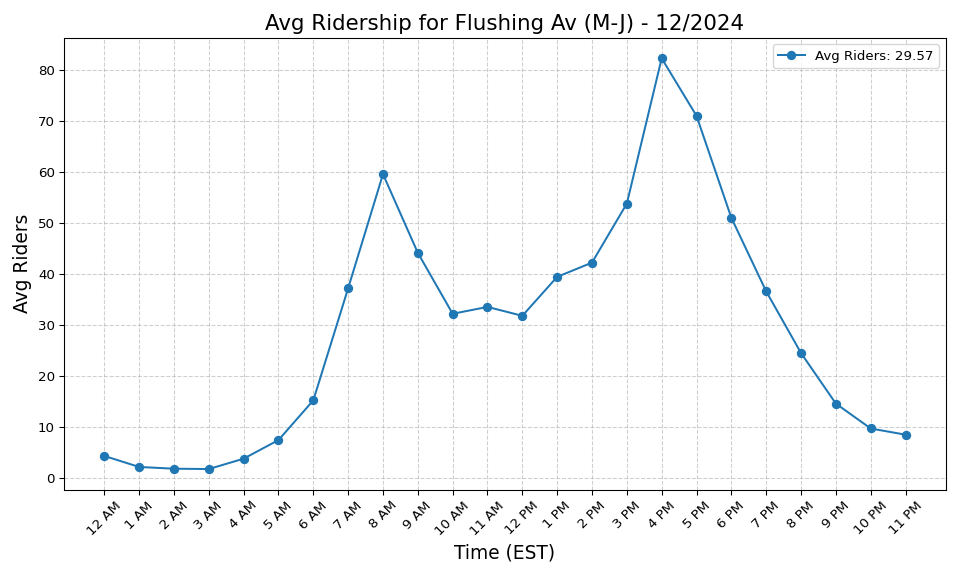 Avg Ridership for Flushing Av (M-J) - 12/2024
Avg Riders: 29.57
Avg Riders
80
70
60
50
40
30
20
10
0
12 AM
1 AM
2 AM
3 AM
4 AM
5 AM
6 AM
7 AM
8 AM
9 AM
10 AM
11 AM
12 PM
1 PM
2 PM
3 PM
4 PM
5 PM
6 PM
7 PM
8 PM
9 PM
10 PM
11 PM
Time (EST)